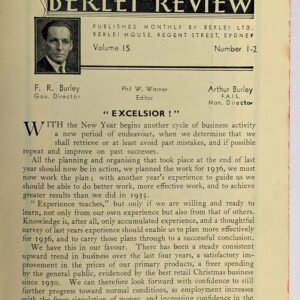 BERLEI REVIEW
PUBLISHED MONTHLY BY BERLEI LTD.
BERLEI HOUSE, REGENT STREET, SYDNEY
Volume 15 Number 1-2
F. R. Burley Phil W. Warner Arthur Burley
Gov. Director Editor F.A.I.S.
Man. Director
" EXCELSIOR ! "
WITH the New Year begins another cycle of business activity
a new period of endeavour, when we determine that we
shall retrieve or at least avoid past mistakes, and if possible
repeat and improve on past successes.
All the planning and organising that took place at the end of last
year should now be in action, we planned the work for 1936, we must
now work the plan ; with another year's experience to guide us we
should be able to do better work, more effective work, and to achieve
greater results than we did in 1935.
" Experience teaches," but only if we are willing and ready to
learn, not only from our own experience but also from that of others.
Knowledge is, after all, only accumulated experience, and a thoughtful
survey of last years experience should enable us to plan more effectively
for 1936, and to carry those plans through to a successful conclusion.
We have this in our favour. There has been a steady consistent
upward trend in business over the last four years, a satisfactory im-
provement in the prices of our primary products, a freer spending
by the general public, evidenced by the best retail Christmas business
since 1930. We can therefore look forward with confidence to still
further progress toward normal conditions, as employment increases